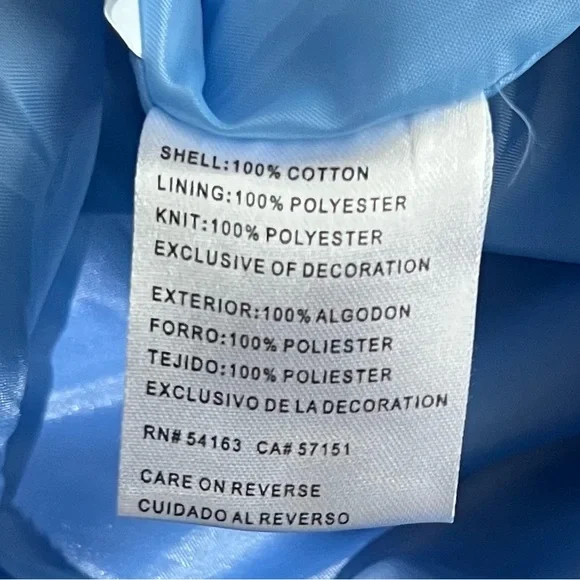 SHELL:100% COTTON
LINING:100% POLYESTER
KNIT:100% POLYESTER
EXCLUSIVE OF DECORATION
EXTERIOR:100% ALGODON
FORRO:100% POLIESTER
TEJIDO:100% POLIESTER
EXCLUSIVO DE LA DECORATION
RN# 54163 CA# 57151
CARE ON REVERSE
CUIDADO AL REVERSO